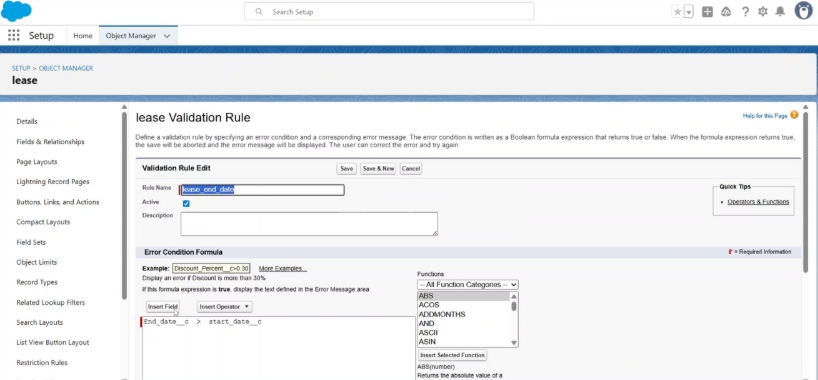 Search Setup
Setup
Home
Object Manager
SETUP > OBJECT MANAGER
lease
Details
Fields & Relationships
Page Layouts
Lightning Record Pages
Buttons, Links, and Actions
Compact Layouts
Field Sets
Object Limits
Record Types
Related Lookup Filters
Search Layouts
List View Button Layout
Restriction Rules
lease Validation Rule
Help for this Page
Define a validation rule by specifying an error condition and a corresponding error message. The error condition is written as a Boolean formula expression that returns true or false. When the formula expression returns true,
the save will be aborted and the error message will be displayed. The user can correct the error and try again.
Validation Rule Edit
Save
Save & New
Cancel
Rule Name
lease_end_date
Active
Description
Quick Tips
• Operators & Functions
Error Condition Formula
= Required Information
Example: Discount_Percent__c>0.30 More Examples...
Display an error if Discount is more than 30%
If this formula expression is true, display the text defined in the Error Message area
Insert Field
Insert Operator
End_date__c > start_date__c
Functions
-- All Function Categories --
ABS
ACOS
ADDMONTHS
AND
ASCII
ASIN
Insert Selected Function
ABS(number)
Returns the absolute value of a